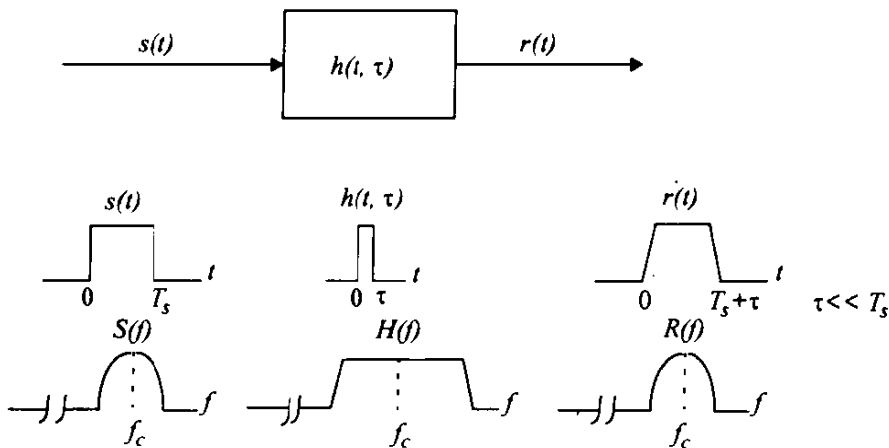 s(t) h(t, τ) r(t)
s(t) h(t, τ) r(t)
0 T_s t 0 τ t 0 T_s+τ t τ<< T_s
S(f) H(f) R(f)
f f f
f_c f_c f_c